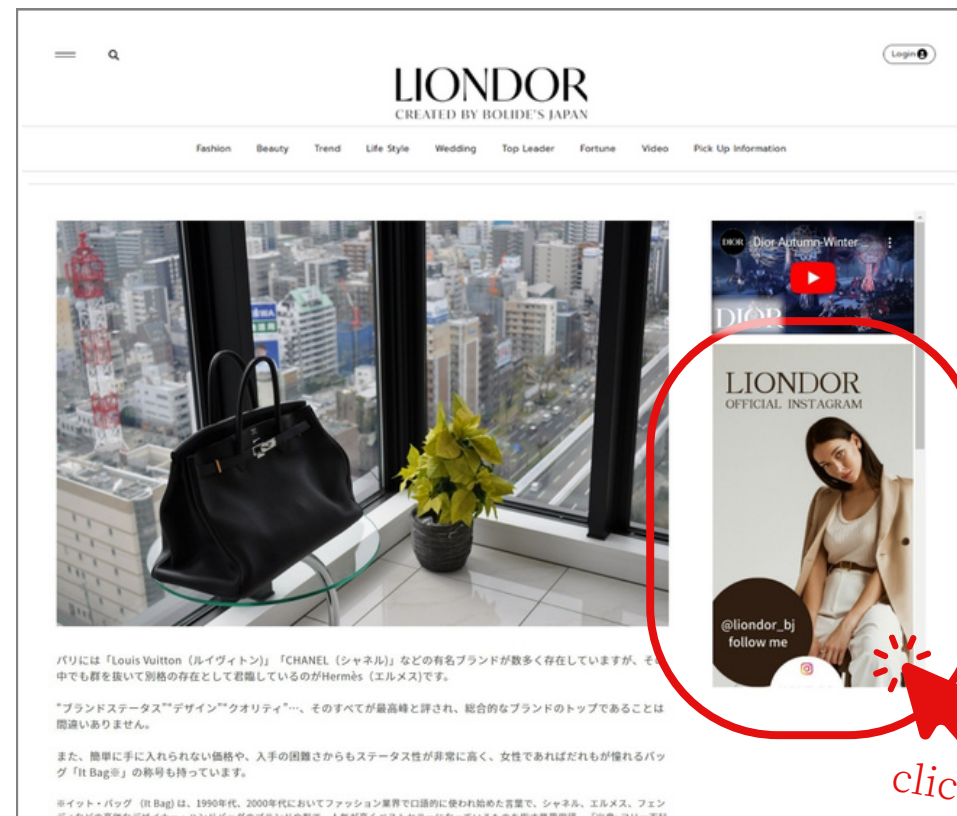 Login
LIONDOR
CREATED BY BOLIDE'S JAPAN
Fashion Beauty Trend Life Style Wedding Top Leader Fortune Video Pick Up Information
DIOR Dior Autumn-Winter
DIOR
LIONDOR
OFFICIAL INSTAGRAM
@liondor_bj
follow me
パリには「Louis Vuitton（ルイヴィトン）」「CHANEL（シャネル)」などの有名ブランドが数多く存在していますが、その
中でも群を抜いて別格の存在として君臨しているのがHermès（エルメス)です。
"ブランドステータス""デザイン""クオリティ"…、そのすべてが最高峰と評され、総合的なブランドのトップであることは
間違いありません。
また、簡単に手に入れられない価格や、入手の困難さからもステータス性が非常に高く、女性であればだれもが憧れるバッ
グ「It Bag※」の称号も持っています。
※イット・バッグ （It Bag) は、1990年代、2000年代においてファッション業界で口語的に使われ始めた言葉で、シャネル、エルメス、フェン
clic